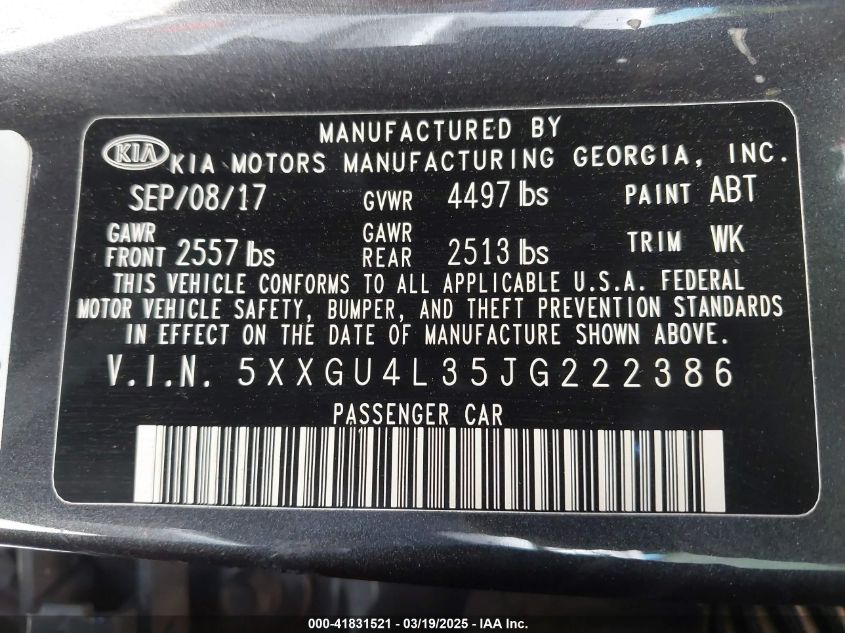 MANUFACTURED BY
KIA KIA MOTORS MANUFACTURING GEORGIA, INC.
SEP/08/17 GVWR 4497 lbs PAINT ABT
GAWR FRONT 2557 lbs GAWR REAR 2513 lbs TRIM WK
THIS VEHICLE CONFORMS TO ALL APPLICABLE U.S.A. FEDERAL
MOTOR VEHICLE SAFETY, BUMPER, AND THEFT PREVENTION STANDARDS
IN EFFECT ON THE DATE OF MANUFACTURE SHOWN ABOVE.
V.I.N. 5XXGU4L35JG222386
PASSENGER CAR
000-41831521 - 03/19/2025 - IAA Inc.